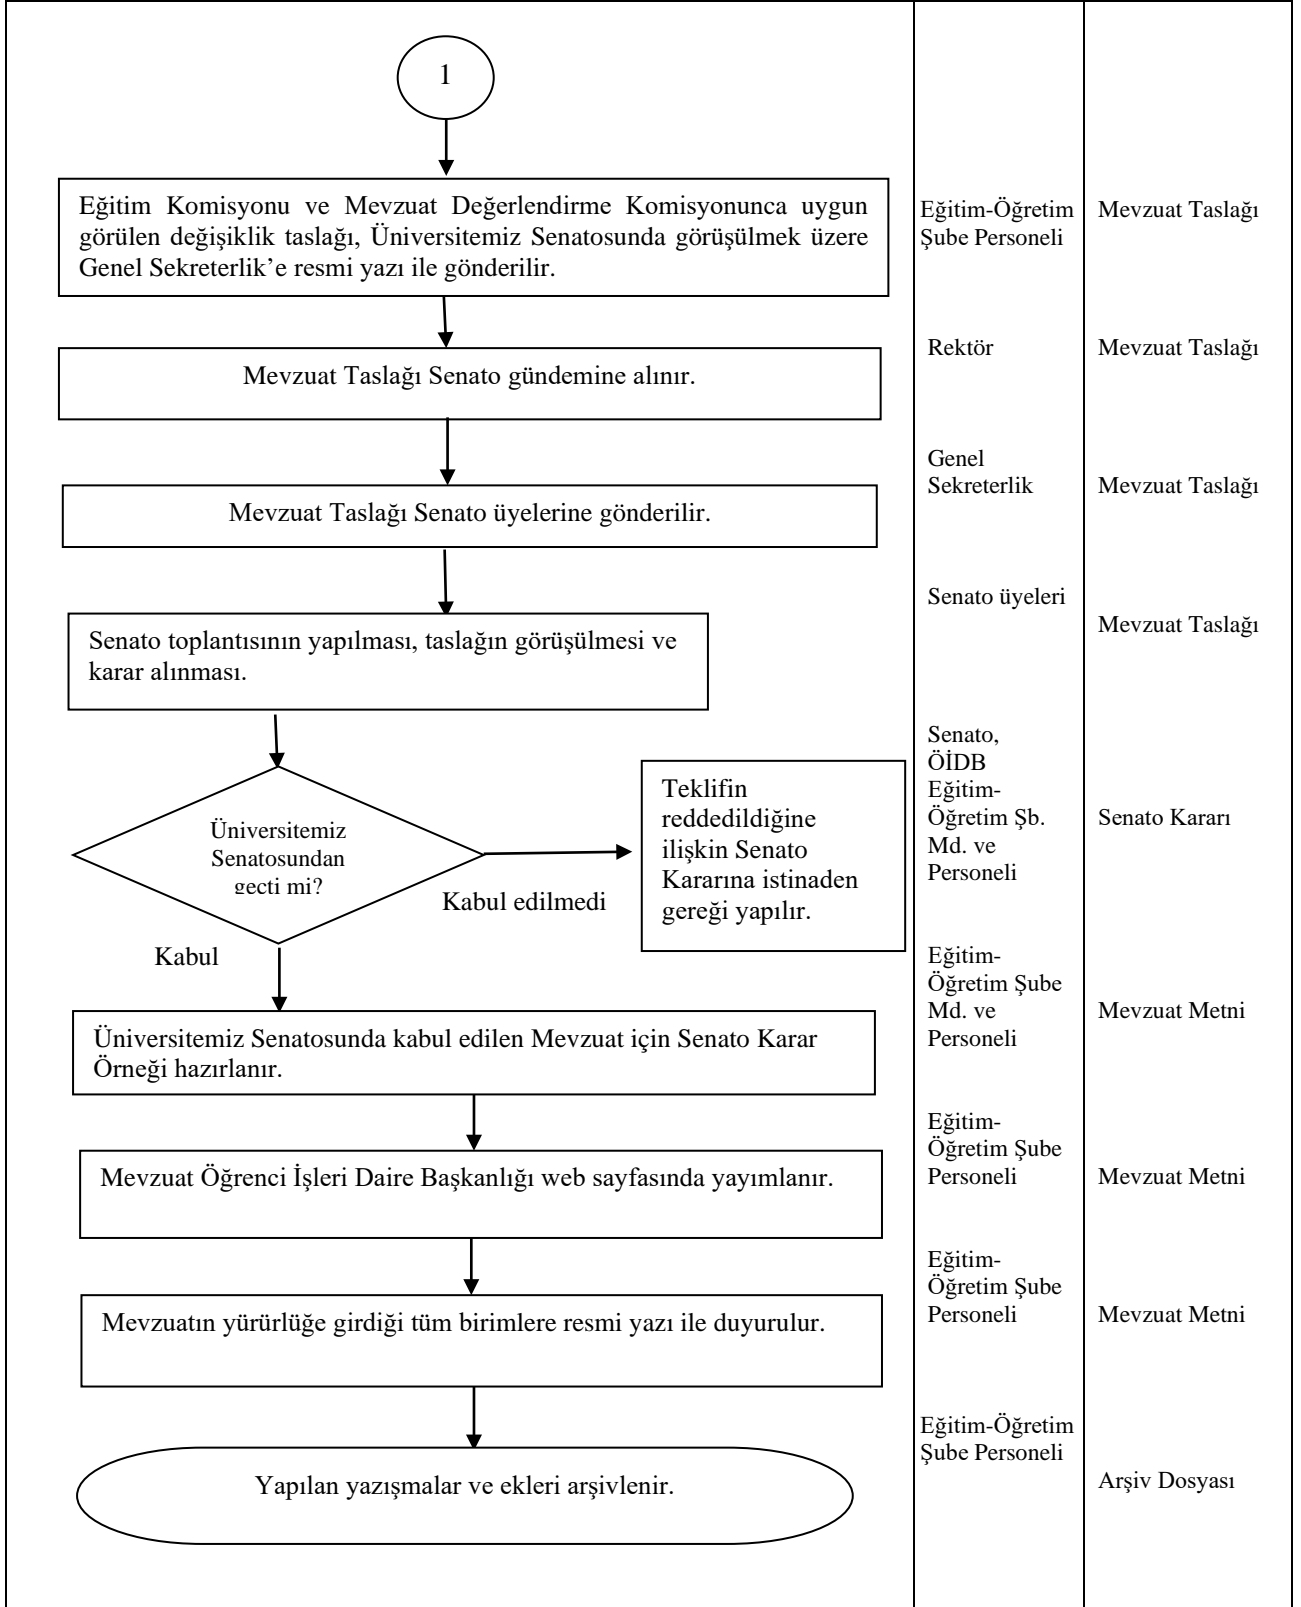 1
Eğitim Komisyonu ve Mevzuat Değerlendirme Komisyonunca uygun
görülen değişiklik taslağı, Üniversitemiz Senatosunda görüşülmek üzere
Genel Sekreterlik’e resmi yazı ile gönderilir.
Eğitim-Öğretim
Şube Personeli
Mevzuat Taslağı
Mevzuat Taslağı Senato gündemine alınır.
Rektör
Mevzuat Taslağı
Mevzuat Taslağı Senato üyelerine gönderilir.
Genel
Sekreterlik
Mevzuat Taslağı
Senato toplantısının yapılması, taslağın görüşülmesi ve
karar alınması.
Senato üyeleri
Mevzuat Taslağı
Üniversitemiz
Senatosundan
geçti mi?
Kabul edilmedi
Teklifin
reddedildiğine
ilişkin Senato
Kararına istinaden
gereği yapılır.
Senato,
ÖİDB
Eğitim-
Öğretim Şb.
Md. ve
Personeli
Senato Kararı
Kabul
Üniversitemiz Senatosunda kabul edilen Mevzuat için Senato Karar
Örneği hazırlanır.
Eğitim-
Öğretim Şube
Md. ve
Personeli
Mevzuat Metni
Mevzuat Öğrenci İşleri Daire Başkanlığı web sayfasında yayımlanır.
Eğitim-
Öğretim Şube
Personeli
Mevzuat Metni
Mevzuatın yürürlüğe girdiği tüm birimlere resmi yazı ile duyurulur.
Eğitim-
Öğretim Şube
Personeli
Mevzuat Metni
Yapılan yazışmalar ve ekleri arşivlenir.
Eğitim-Öğretim
Şube Personeli
Arşiv Dosyası